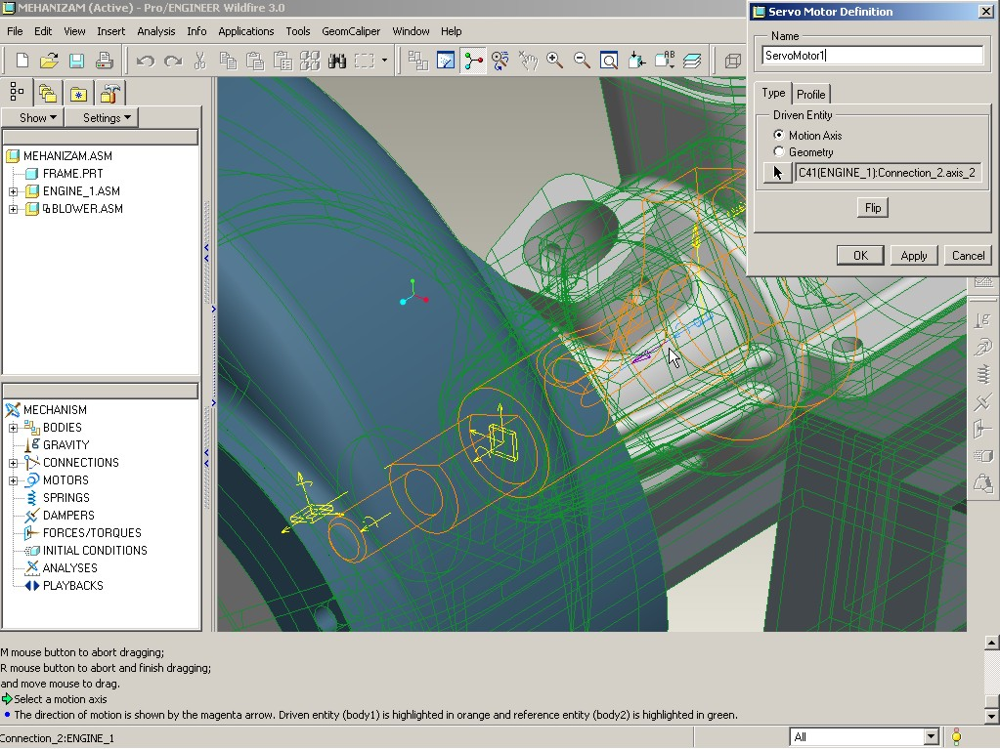 MEHANIZAM (Active) - Pro/ENGINEER Wildfire 3.0
File Edit View Insert Analysis Info Applications Tools GeomCaliper Window Help
Show Settings
MEHANIZAM.ASM
FRAME.PRT
ENGINE_1.ASM
BLOWER.ASM
MECHANISM
BODIES
GRAVITY
CONNECTIONS
MOTORS
SPRINGS
DAMPERS
FORCES/TORQUES
INITIAL CONDITIONS
ANALYSES
PLAYBACKS
Servo Motor Definition
Name
ServoMotor1
Type Profile
Driven Entity
Motion Axis
Geometry
C41(ENGINE_1):Connection_2.axis_2
Flip
OK Apply Cancel
M mouse button to abort dragging;
R mouse button to abort and finish dragging;
and move mouse to drag.
Select a motion axis
The direction of motion is shown by the magenta arrow. Driven entity (body1) is highlighted in orange and reference entity (body2) is highlighted in green.
Connection_2:ENGINE_1
All